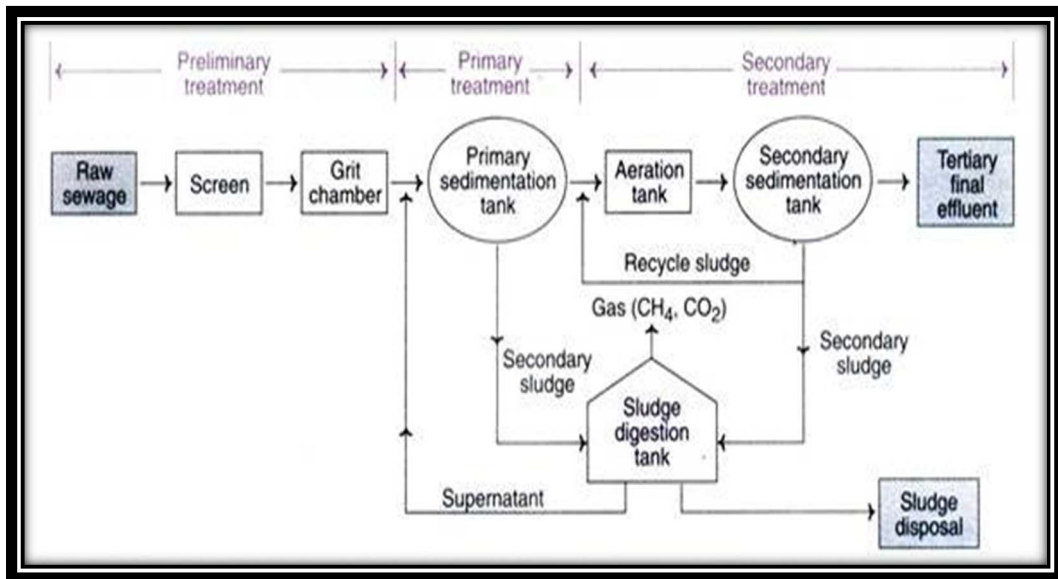 Preliminary
treatment
Primary
treatment
Secondary
treatment
Raw
sewage
Screen
Grit
chamber
Primary
sedimentation
tank
Aeration
tank
Secondary
sedimentation
tank
Tertiary
final
effluent
Recycle sludge
Gas (CH₄, CO₂)
Secondary
sludge
Secondary
sludge
Sludge
digestion
tank
Supernatant
Sludge
disposal